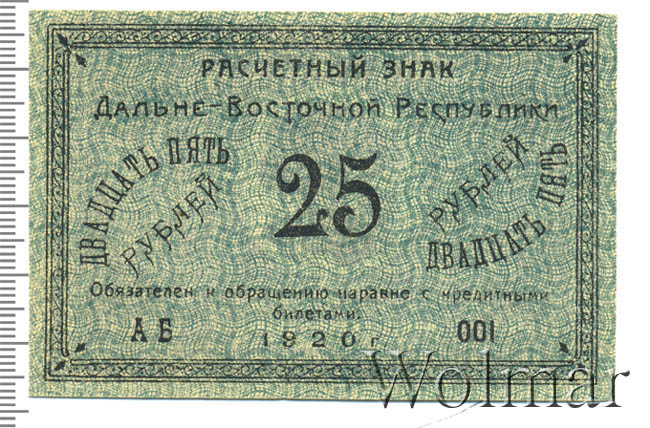 РАСЧЕТНЫЙ ЗНАК
ДАЛЬНЕ-ВОСТОЧНОЙ РЕСПУБЛИКИ
ДВАДЦАТЬ ПЯТЬ
РУБЛЕЙ
25
РУБЛЕЙ
ДВАДЦАТЬ ПЯТЬ
Обязателен к обращению наравне с кредитными
билетами.
АБ 1920 г. 001
Wolmar